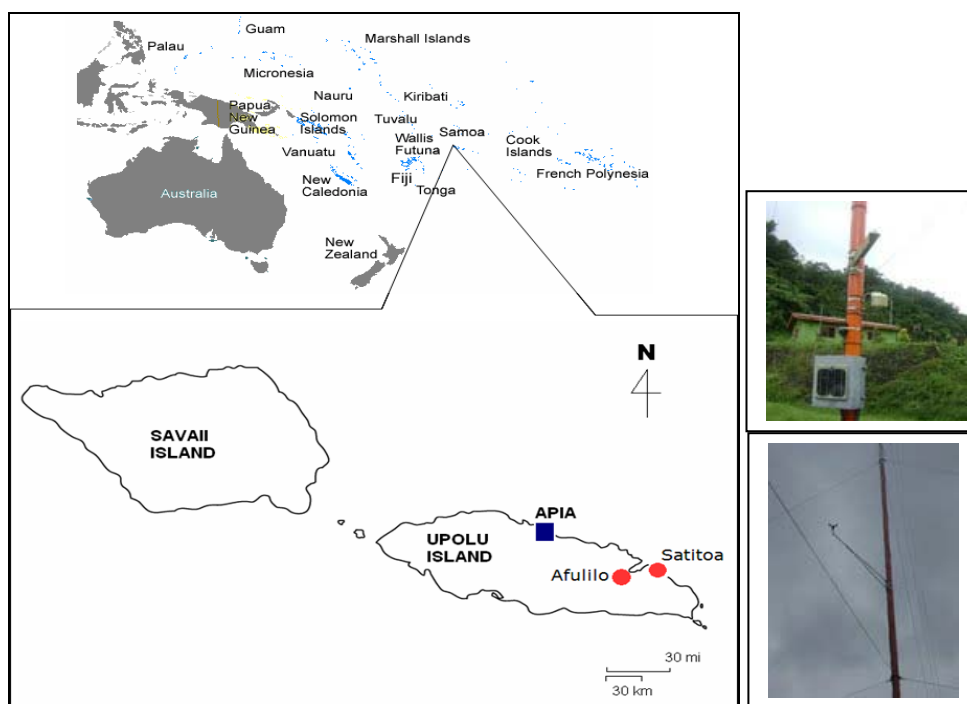 Guam
Palau
Marshall Islands
Micronesia
Nauru
Kiribati
Papua
New
Guinea
Solomon
Islands
Tuvalu
Samoa
Wallis
Futuna
Cook
Islands
Vanuatu
French Polynesia
New
Caledonia
Fiji
Tonga
Australia
New
Zealand
N
SAVAII
ISLAND
APIA
UPOLU
ISLAND
Satitoa
Afulilo
30 mi
30 km